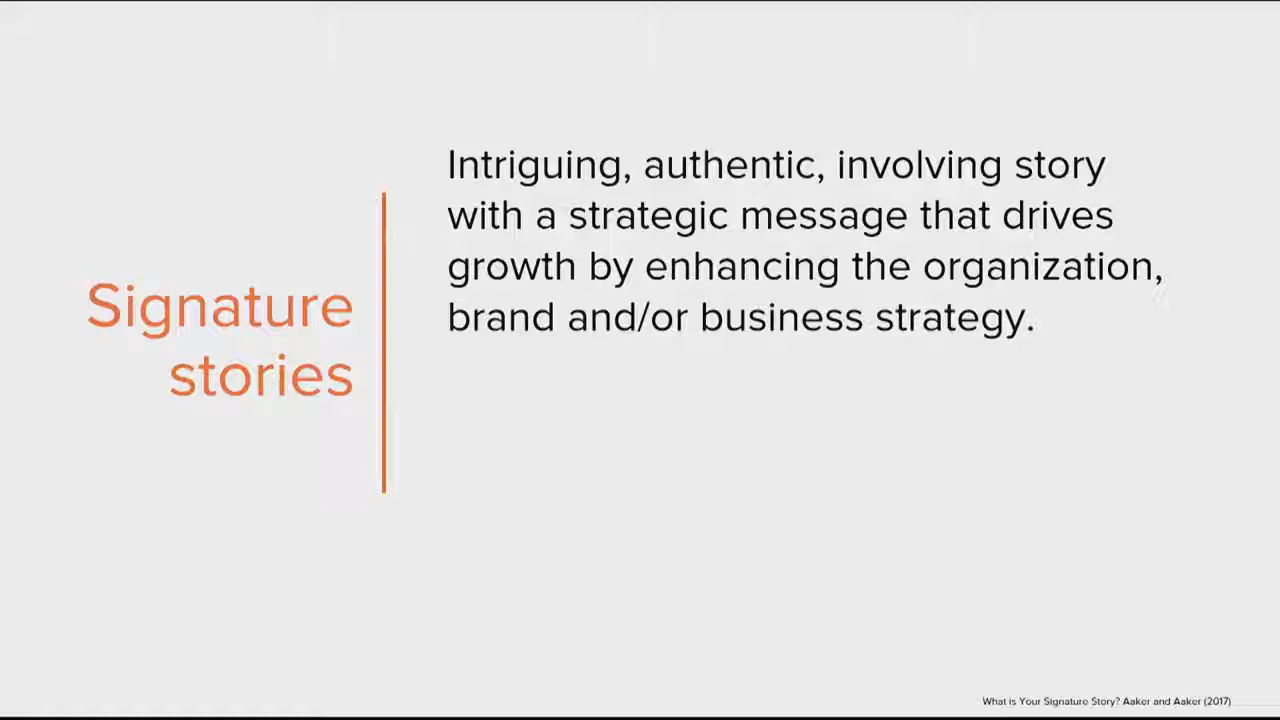 Signature
stories
Intriguing, authentic, involving story
with a strategic message that drives
growth by enhancing the organization,
brand and/or business strategy.
What is Your Signature Story? Aaker and Aaker (2017)